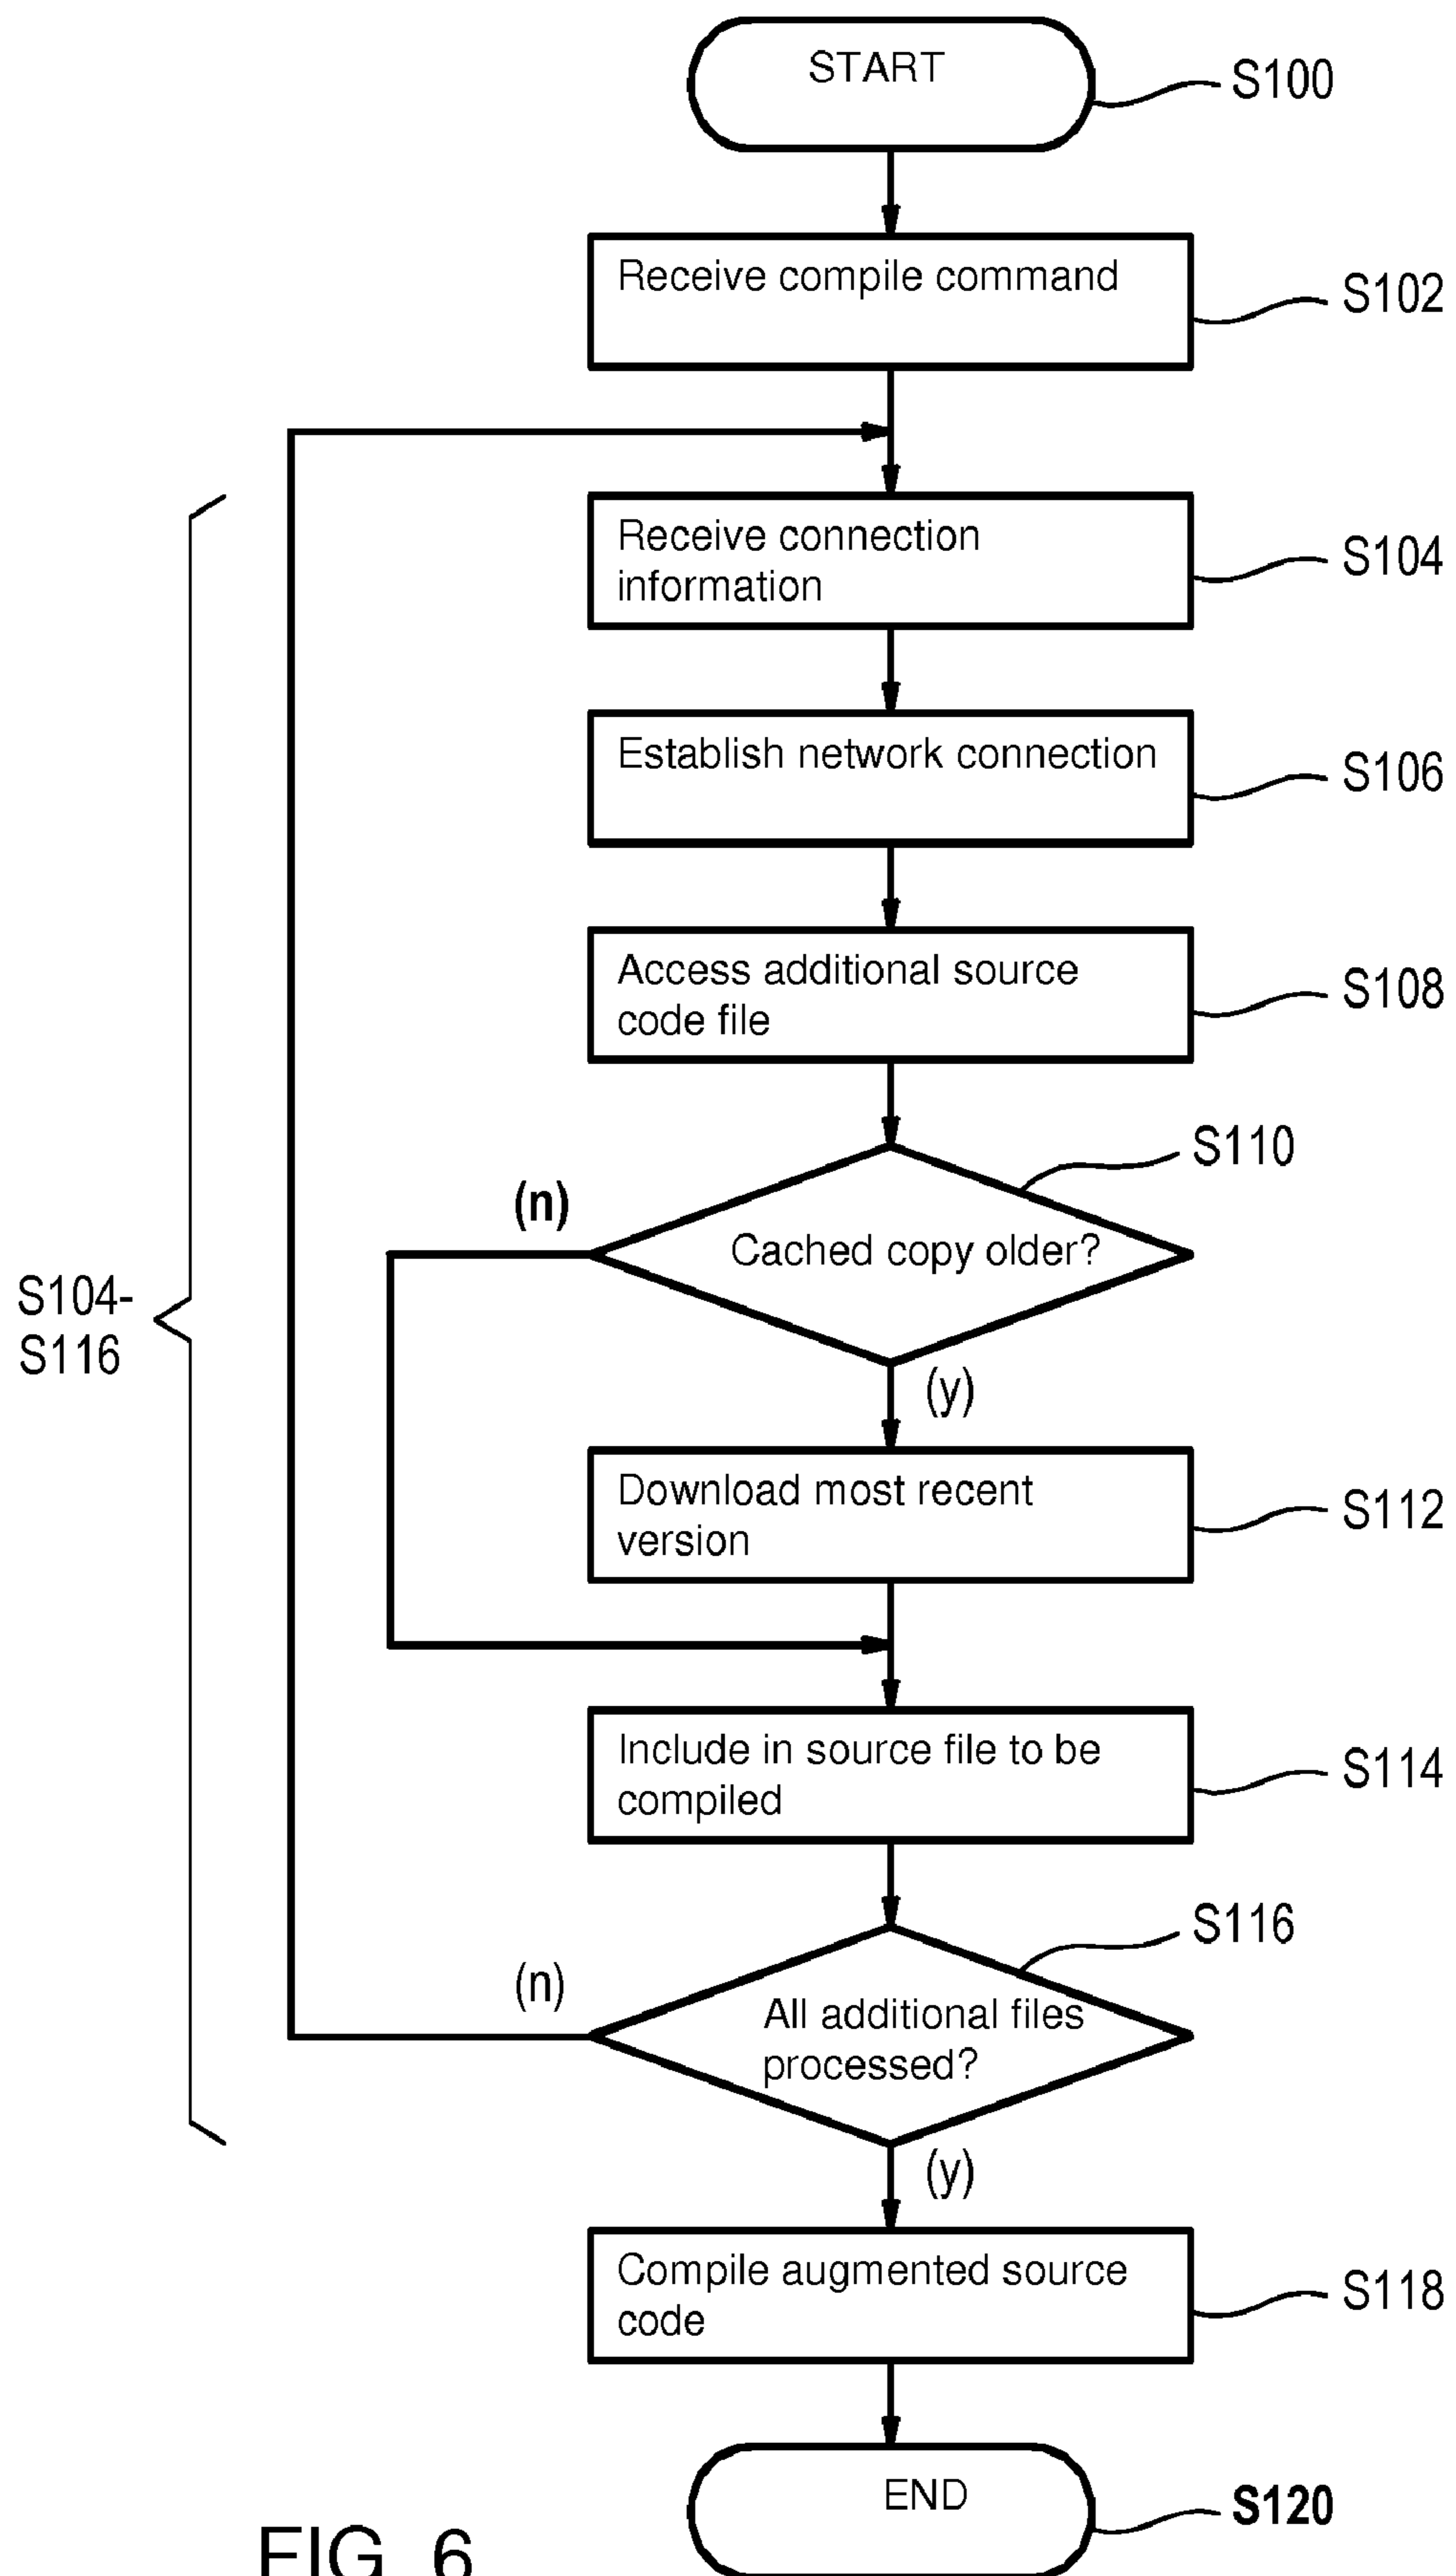 START
S100
Receive compile command
S102
Receive connection
information
S104
Establish network connection
S106
Access additional source
code file
S108
S110
(n)
Cached copy older?
S104-
S116
(y)
Download most recent
version
S112
Include in source file to be
compiled
S114
S116
(n)
All additional files
processed?
(y)
Compile augmented source
code
S118
END
S120
FIG. 6